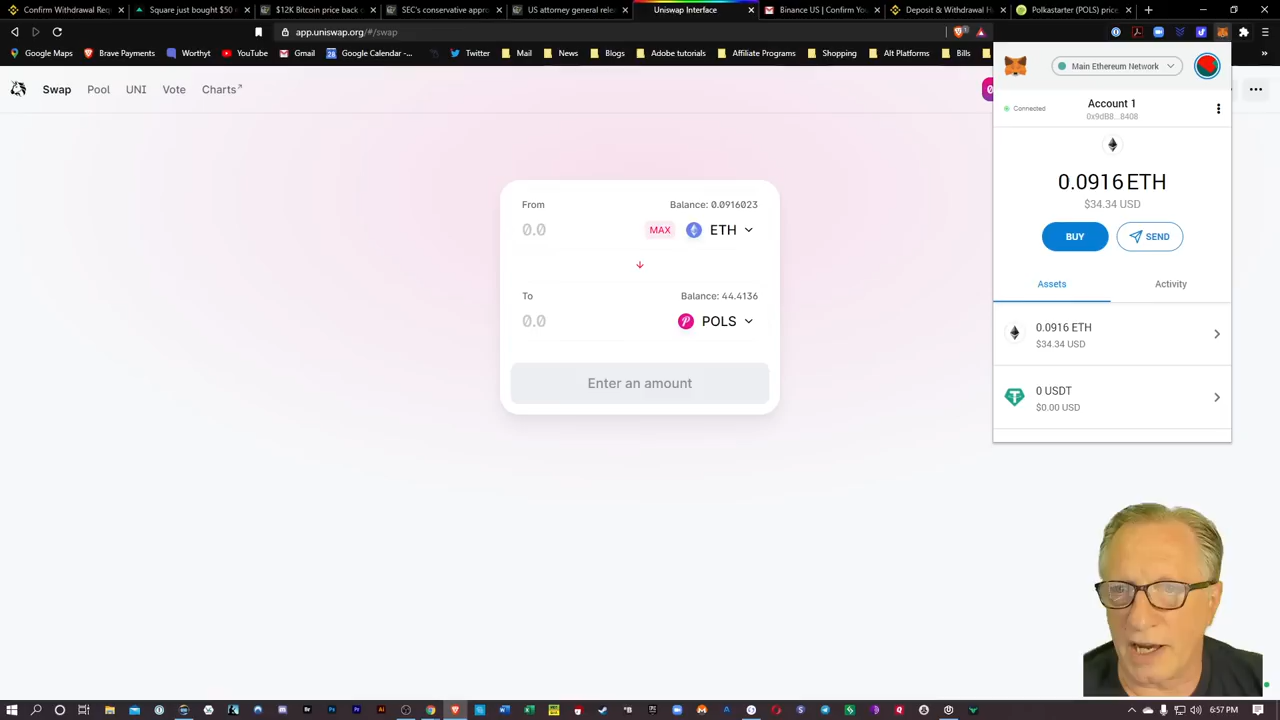 Confirm Withdrawal Req
Square just bought $50
$12K Bitcoin price back
SEC's conservative appro
US attorney general rele
Uniswap Interface
Binance US | Confirm Yo
Deposit & Withdrawal H
Polkastarter (POLS) price
app.uniswap.org/#/swap
Google Maps
Brave Payments
Worthy
YouTube
Gmail
Google Calendar -...
Twitter
Mail
News
Blogs
Adobe tutorials
Affiliate Programs
Shopping
Alt Platforms
Bills
Swap
Pool
UNI
Vote
Charts↗
Main Ethereum Network
Connected
Account 1
0x9dB8...8408
0.0916 ETH
$34.34 USD
BUY
SEND
Assets
Activity
0.0916 ETH
$34.34 USD
0 USDT
$0.00 USD
From
Balance: 0.0916023
0.0
MAX
ETH
To
Balance: 44.4136
0.0
POLS
Enter an amount
6:57 PM